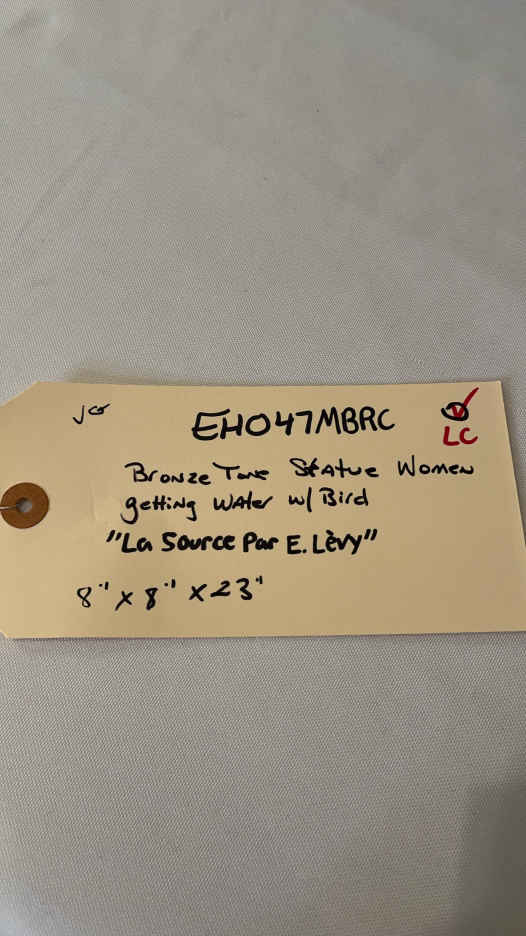 JG
EH047MBRC
LC
Bronze Tone Statue Women
getting Water w/ Bird
"La Source Par E. Lèvy"
8" x 8" x 23"